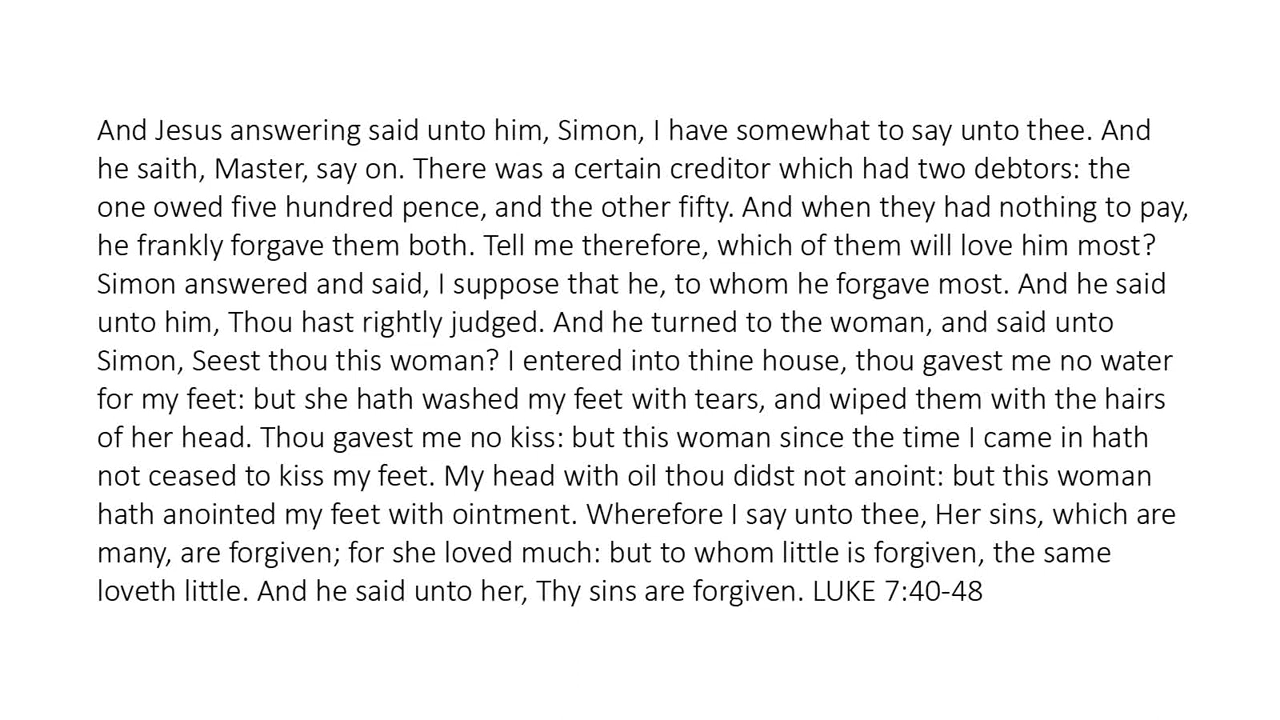 And Jesus answering said unto him, Simon, I have somewhat to say unto thee. And
he saith, Master, say on. There was a certain creditor which had two debtors: the
one owed five hundred pence, and the other fifty. And when they had nothing to pay,
he frankly forgave them both. Tell me therefore, which of them will love him most?
Simon answered and said, I suppose that he, to whom he forgave most. And he said
unto him, Thou hast rightly judged. And he turned to the woman, and said unto
Simon, Seest thou this woman? I entered into thine house, thou gavest me no water
for my feet: but she hath washed my feet with tears, and wiped them with the hairs
of her head. Thou gavest me no kiss: but this woman since the time I came in hath
not ceased to kiss my feet. My head with oil thou didst not anoint: but this woman
hath anointed my feet with ointment. Wherefore I say unto thee, Her sins, which are
many, are forgiven; for she loved much: but to whom little is forgiven, the same
loveth little. And he said unto her, Thy sins are forgiven. LUKE 7:40-48